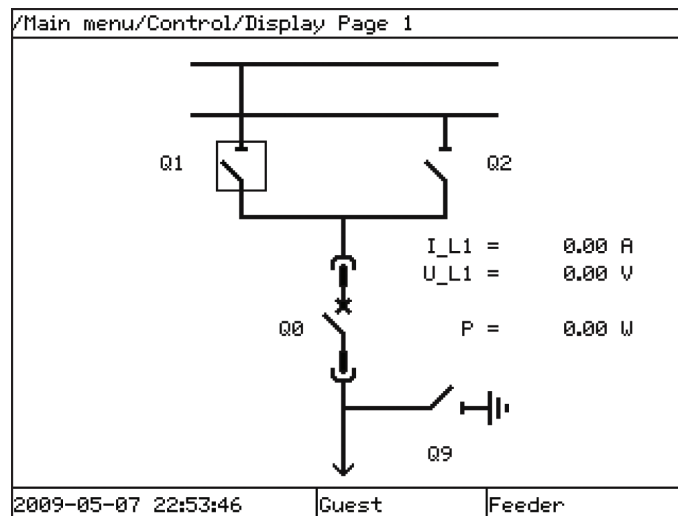 /Main menu/Control/Display Page 1
Q1
Q2
I_L1 = 0.00 A
U_L1 = 0.00 V
Q0
P = 0.00 W
Q9
2009-05-07 22:53:46 Guest Feeder